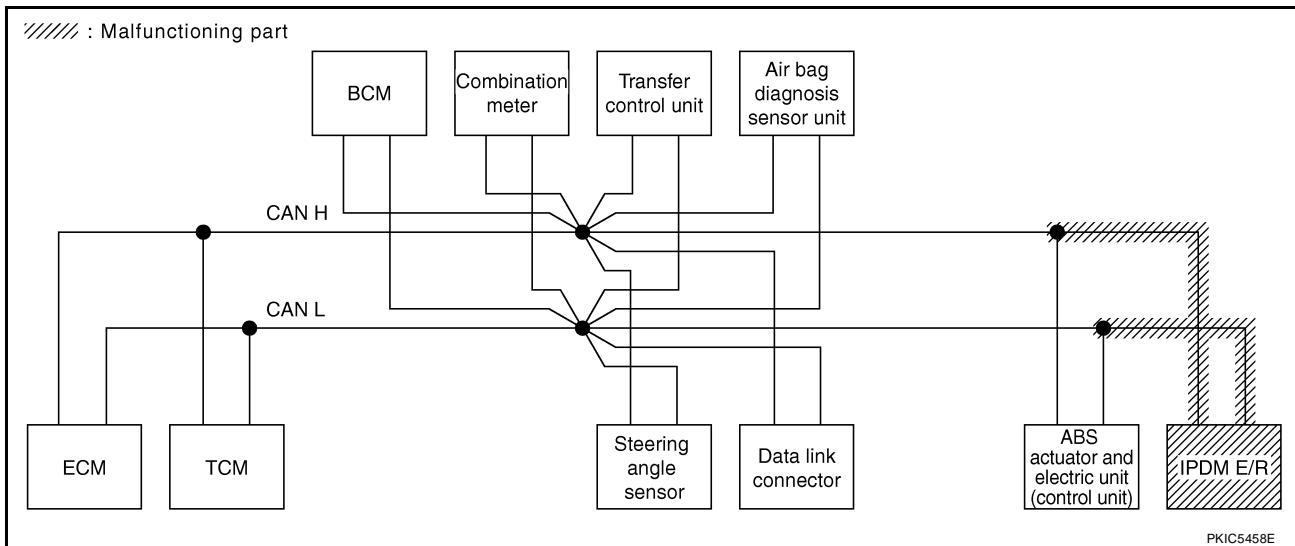 : Malfunctioning part
BCM
Combination
meter
Transfer
control unit
Air bag
diagnosis
sensor unit
CAN H
CAN L
ECM
TCM
Steering
angle
sensor
Data link
connector
ABS
actuator and
electric unit
(control unit)
IPDM E/R
PKIC5458E